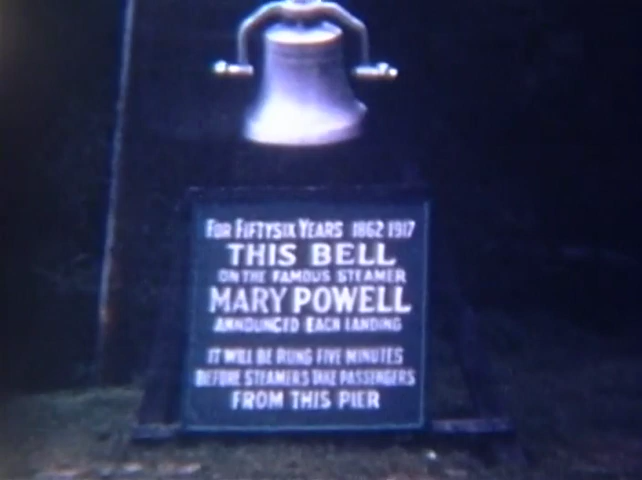 FOR FIFTYSIX YEARS 1862 1917
THIS BELL
ON THE FAMOUS STEAMER
MARY POWELL
ANNOUNCED EACH LANDING
IT WILL BE RUNG FIVE MINUTES
BEFORE STEAMERS TAKE PASSENGERS
FROM THIS PIER